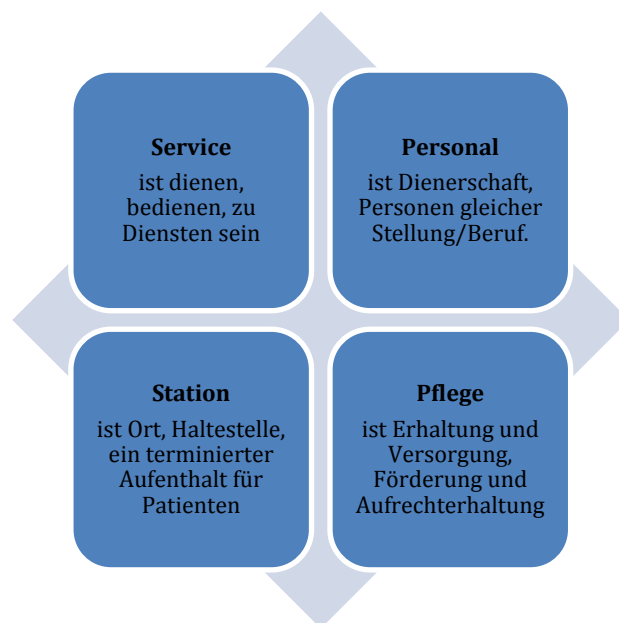 Service
ist dienen,
bedienen, zu
Diensten sein
Personal
ist Dienerschaft,
Personen gleicher
Stellung/Beruf.
Station
ist Ort, Haltestelle,
ein terminierter
Aufenthalt für
Patienten
Pflege
ist Erhaltung und
Versorgung,
Förderung und
Aufrechterhaltung